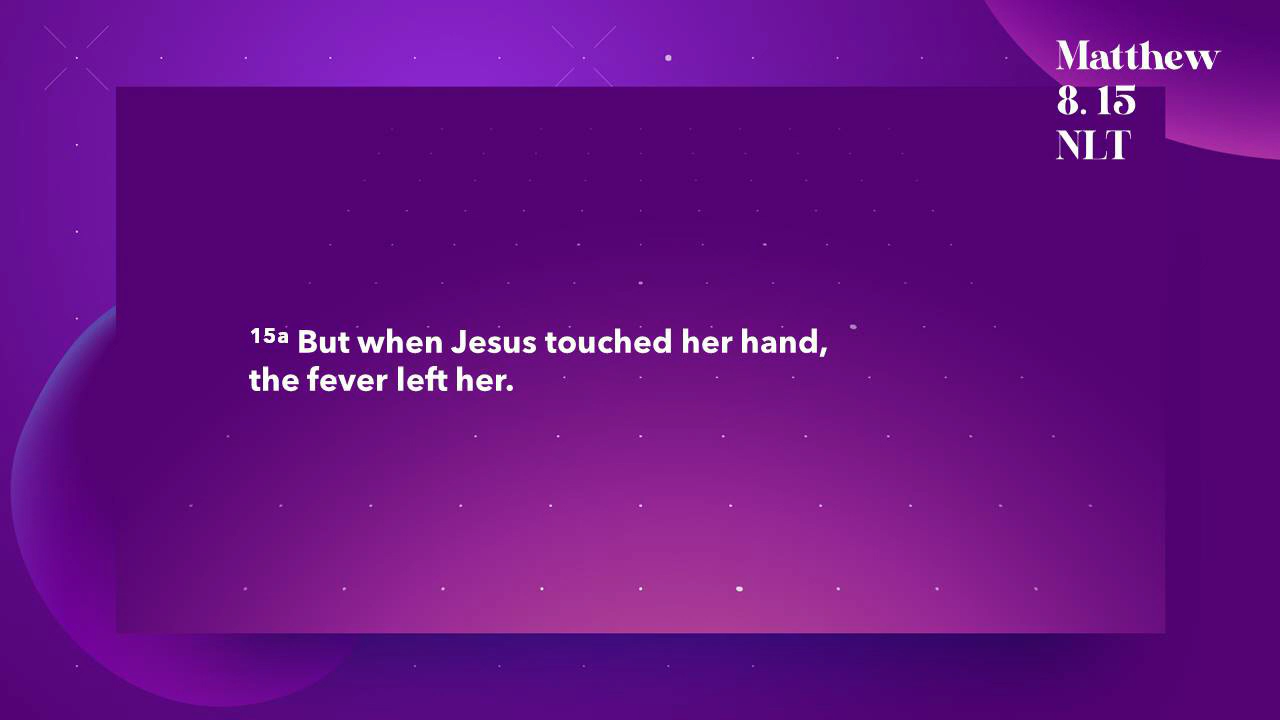 Matthew
8. 15
NLT
15a But when Jesus touched her hand,
the fever left her.